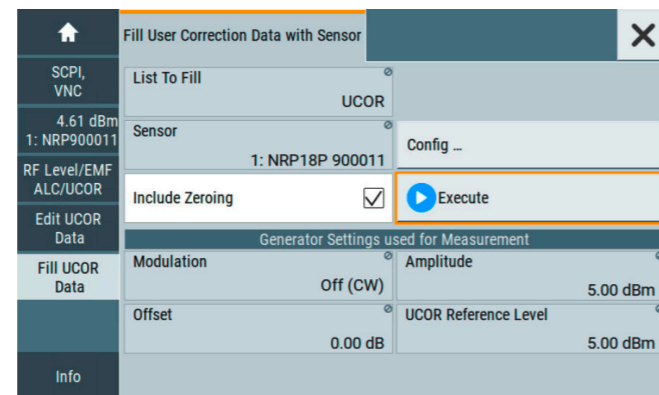 Fill User Correction Data with Sensor
SCPI,
VNC
4.61 dBm
1: NRP900011
RF Level/EMF
ALC/UCOR
Edit UCOR
Data
Fill UCOR
Data
Info
List To Fill
UCOR
Sensor
1: NRP18P 900011
Config ...
Include Zeroing
Execute
Generator Settings used for Measurement
Modulation
Off (CW)
Amplitude
5.00 dBm
Offset
0.00 dB
UCOR Reference Level
5.00 dBm